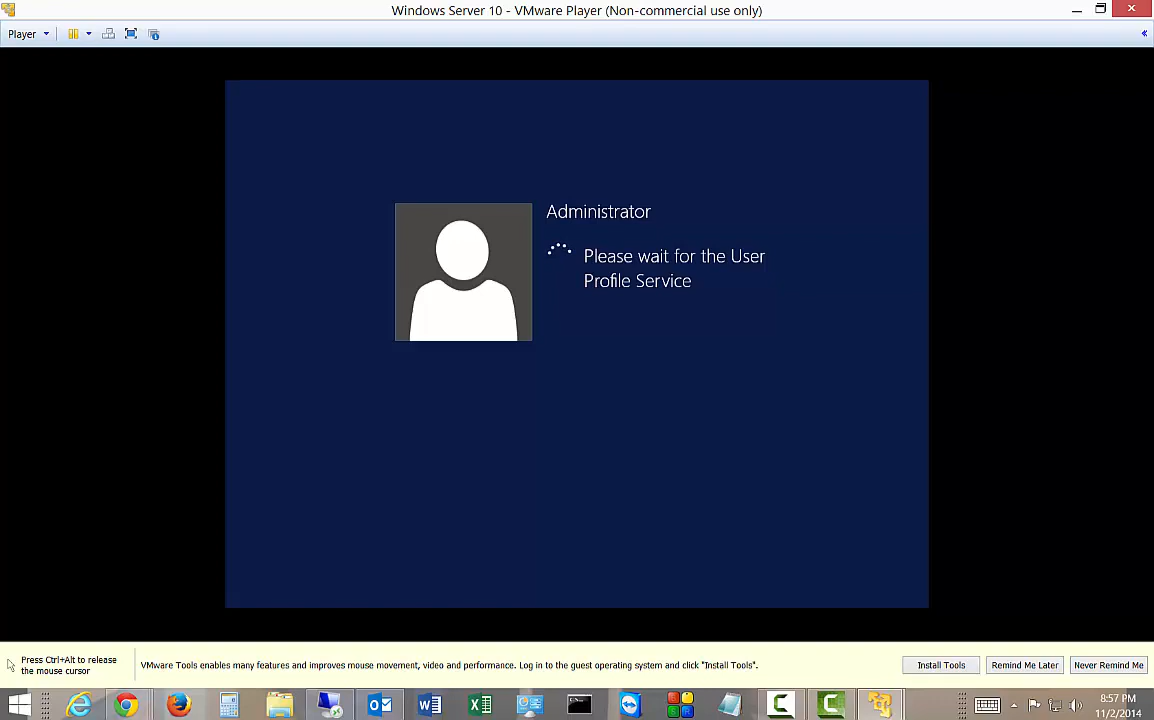 Windows Server 10 - VMware Player (Non-commercial use only)
Player
Administrator
Please wait for the User
Profile Service
Press Ctrl+Alt to release
the mouse cursor
VMware Tools enables many features and improves mouse movement, video and performance. Log in to the guest operating system and click "Install Tools".
Install Tools
Remind Me Later
Never Remind Me
8:57 PM
11/2/2014